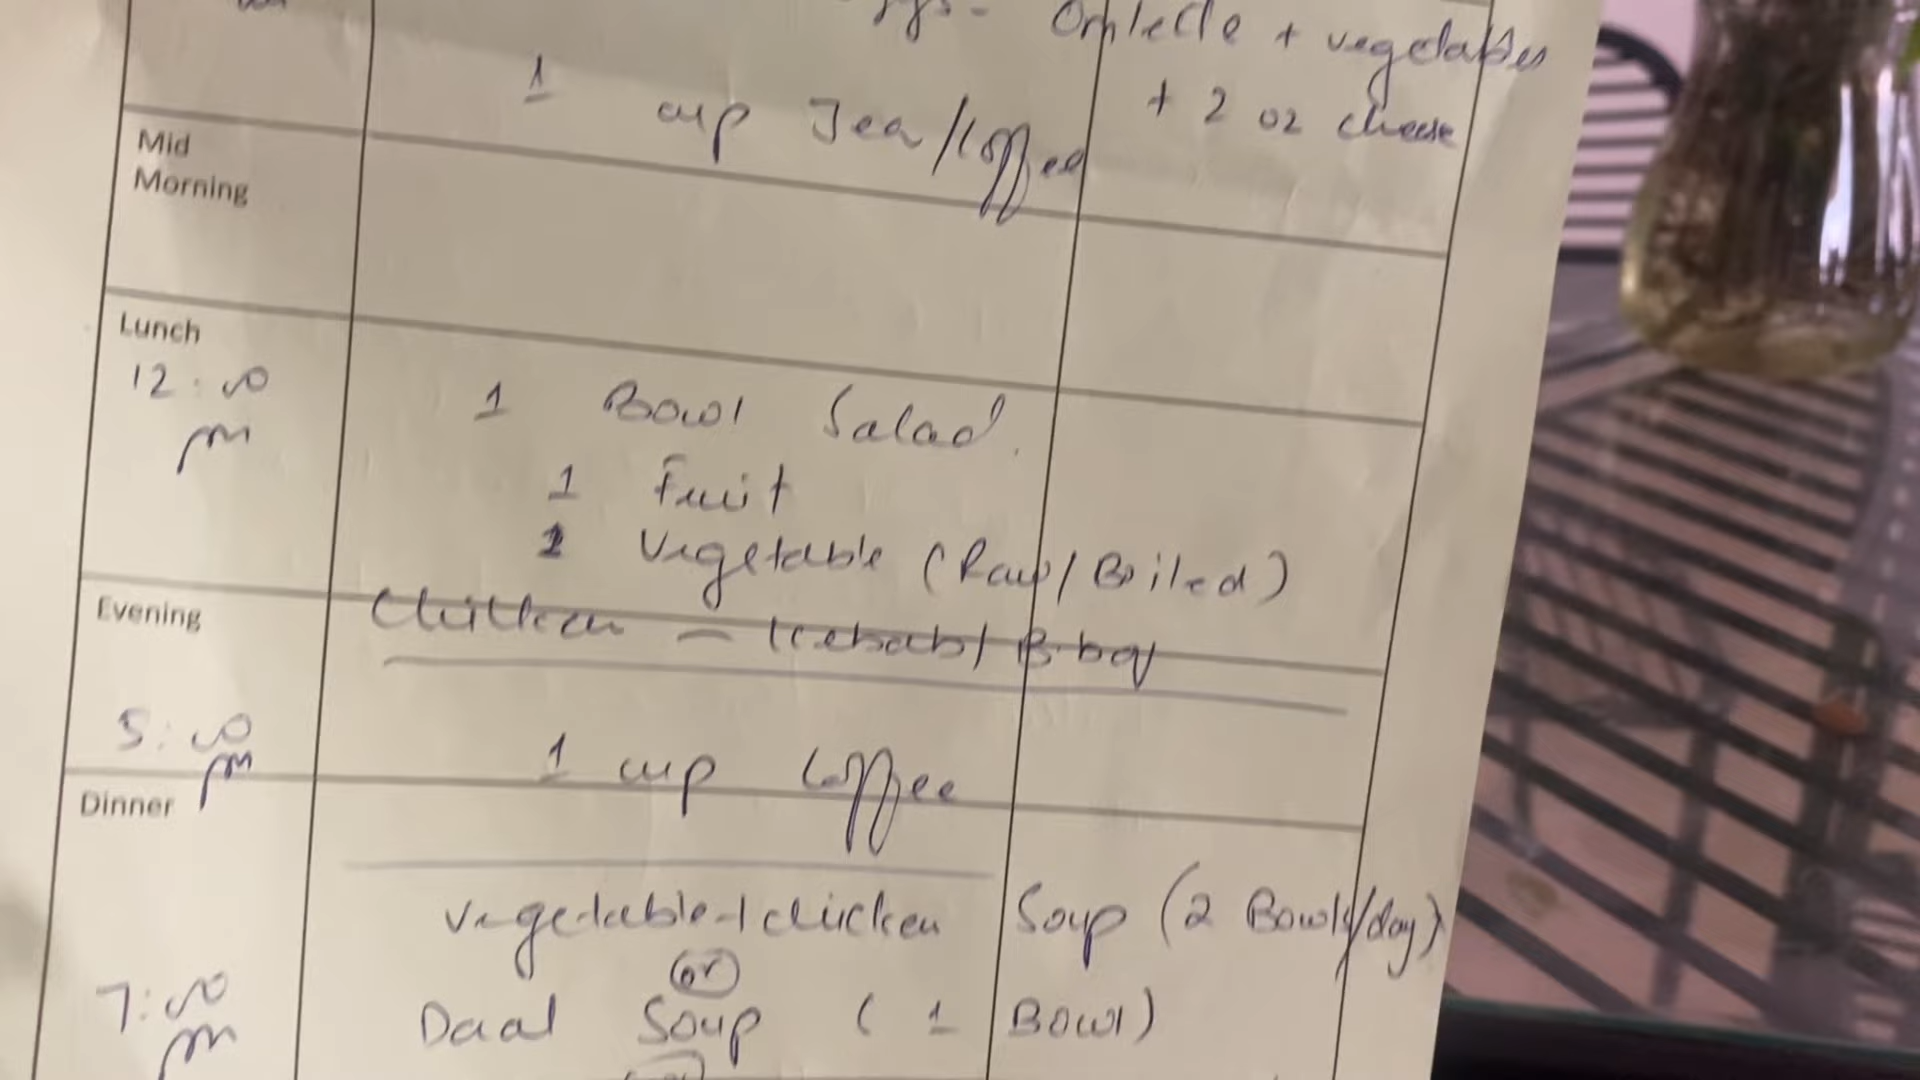 Omlette + vegetables
+ 2 oz cheese
1 cup Tea/Coffee
Mid
Morning
Lunch
12:00
pm
1 Bowl Salad.
1 Fruit
1 Vegetable (Raw/Boiled)
Evening
Chicken - Kebab/B.bq
5:00
pm
1 cup Coffee
Dinner
vegetable-/chicken Soup (2 Bowls/day)
(or)
7:00
pm
Daal Soup (1 Bowl)